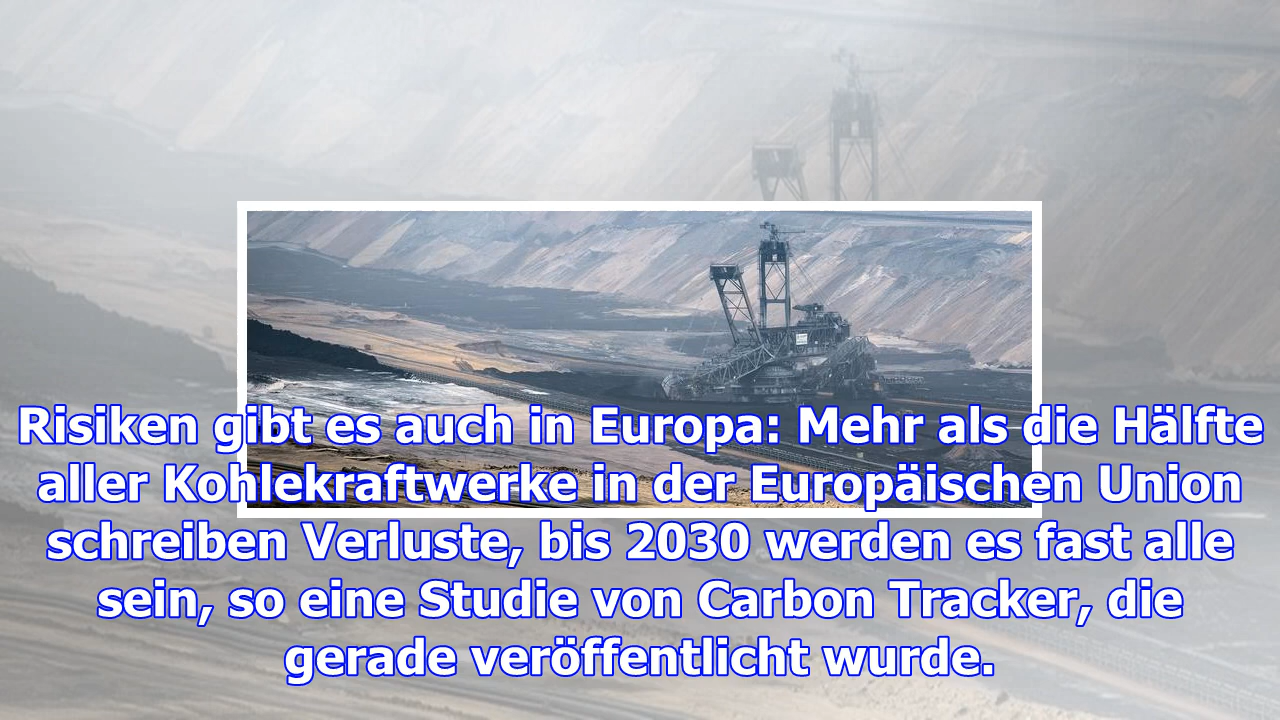 Risiken gibt es auch in Europa: Mehr als die Hälfte
aller Kohlekraftwerke in der Europäischen Union
schreiben Verluste, bis 2030 werden es fast alle
sein, so eine Studie von Carbon Tracker, die
gerade veröffentlicht wurde.